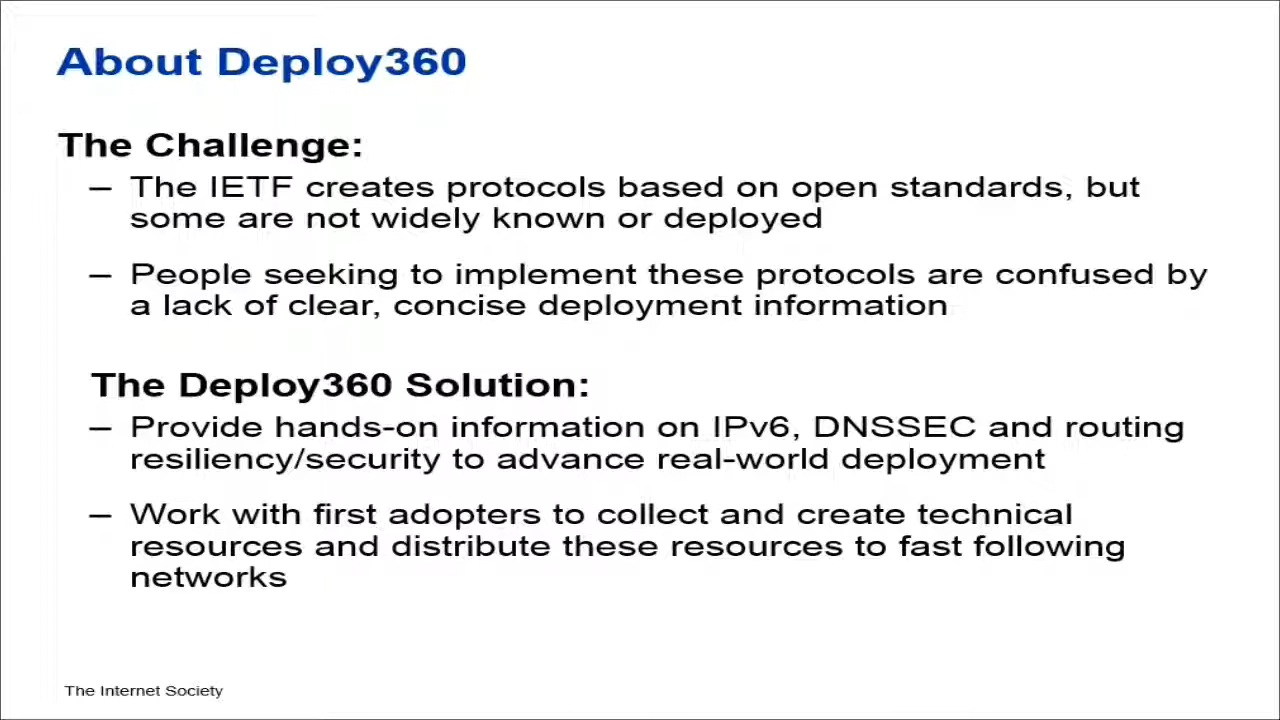 About Deploy360
The Challenge:
– The IETF creates protocols based on open standards, but
some are not widely known or deployed
– People seeking to implement these protocols are confused by
a lack of clear, concise deployment information
The Deploy360 Solution:
– Provide hands-on information on IPv6, DNSSEC and routing
resiliency/security to advance real-world deployment
– Work with first adopters to collect and create technical
resources and distribute these resources to fast following
networks
The Internet Society